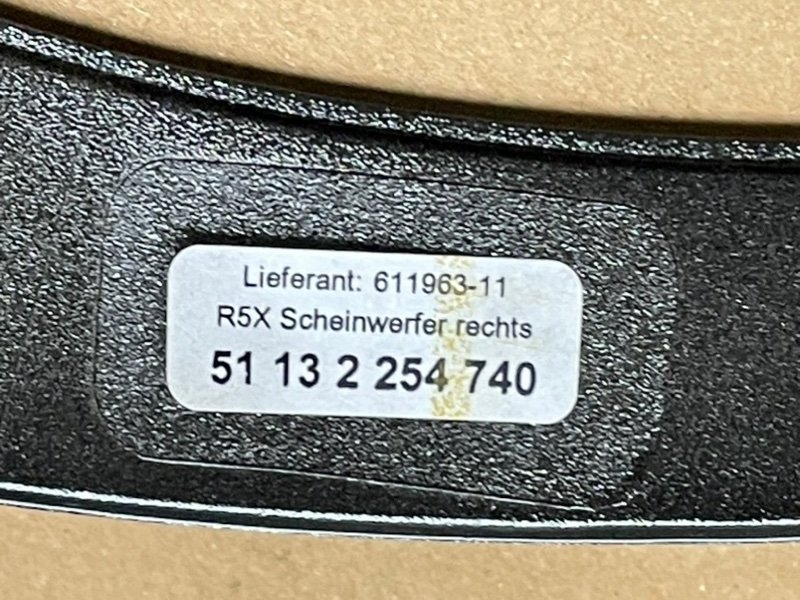 Lieferant: 611963-11
R5X Scheinwerfer rechts
51 13 2 254 740